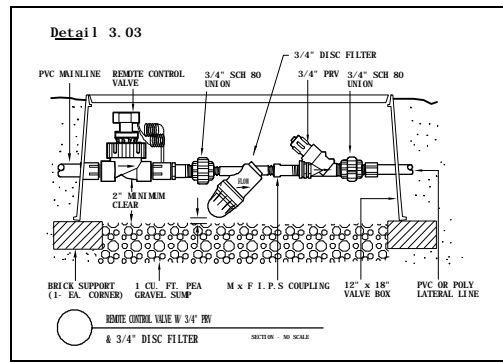 Detail 3.03
3/4" DISC FILTER
PVC MAINLINE
REMOTE CONTROL
VALVE
3/4" SCH 80
UNION
3/4" PRV
3/4" SCH 80
UNION
FLOW
2" MINIMUM
CLEAR
BRICK SUPPORT
(1- EA. CORNER)
1 CU. FT. PEA
GRAVEL SUMP
M x F I.P.S COUPLING
12" x 18"
VALVE BOX
PVC OR POLY
LATERAL LINE
REMOTE CONTROL VALVE W/ 3/4" PRV
& 3/4" DISC FILTER
SECTION - NO SCALE